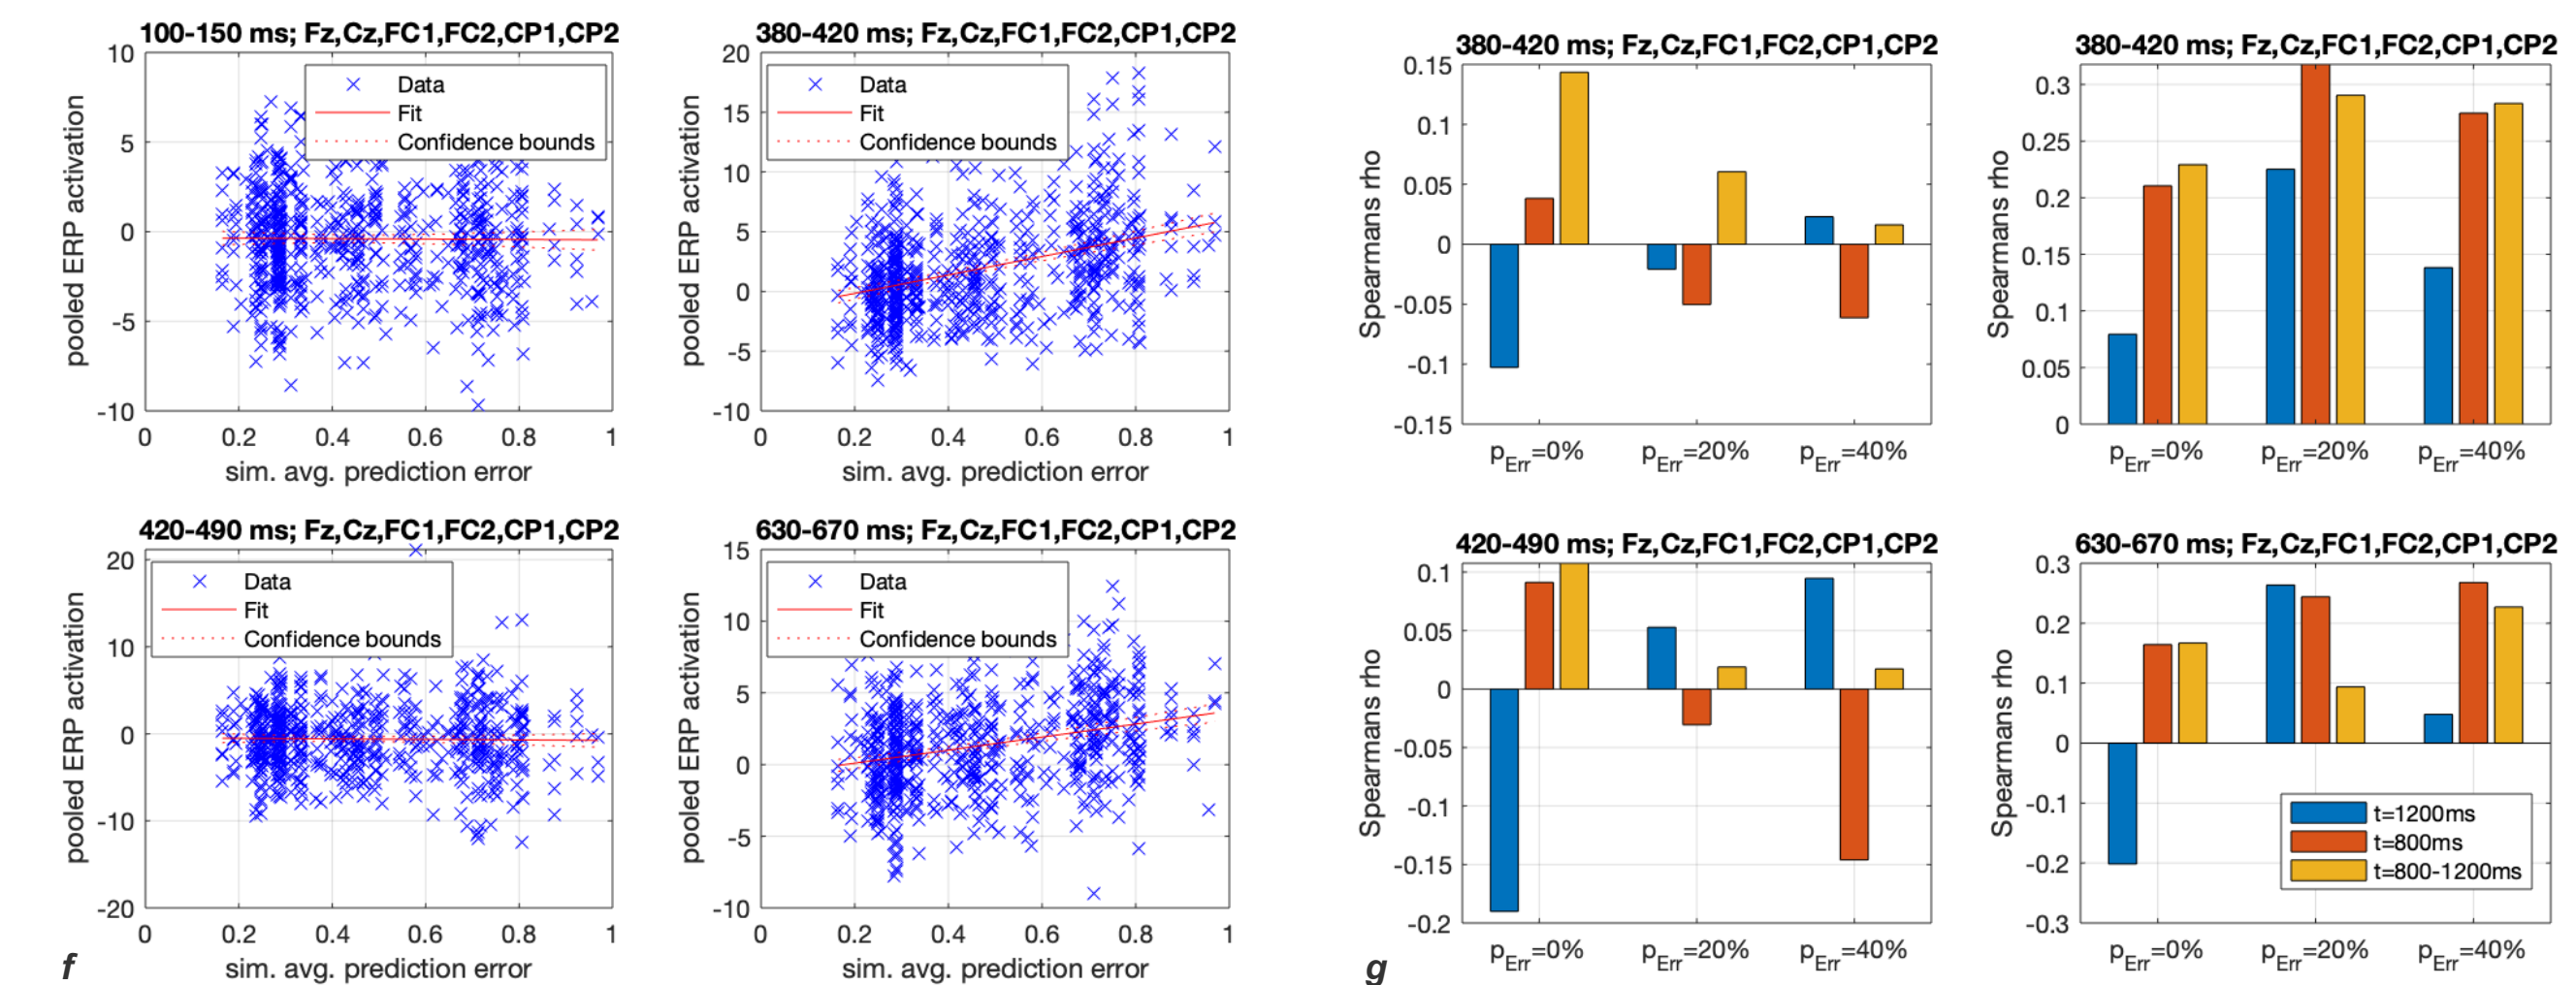 100-150 ms; Fz,Cz,FC1,FC2,CP1,CP2
10
5
0
-5
-10
0 0.2 0.4 0.6 0.8 1
pooled ERP activation
sim. avg. prediction error
Data
Fit
Confidence bounds
380-420 ms; Fz,Cz,FC1,FC2,CP1,CP2
20
15
10
5
0
-5
-10
0 0.2 0.4 0.6 0.8 1
pooled ERP activation
sim. avg. prediction error
Data
Fit
Confidence bounds
420-490 ms; Fz,Cz,FC1,FC2,CP1,CP2
20
10
0
-10
-20
0 0.2 0.4 0.6 0.8 1
pooled ERP activation
sim. avg. prediction error
Data
Fit
Confidence bounds
630-670 ms; Fz,Cz,FC1,FC2,CP1,CP2
15
10
5
0
-5
-10
0 0.2 0.4 0.6 0.8 1
pooled ERP activation
sim. avg. prediction error
Data
Fit
Confidence bounds
f
380-420 ms; Fz,Cz,FC1,FC2,CP1,CP2
0.15
0.1
0.05
0
-0.05
-0.1
-0.15
Spearmans rho
pErr=0% pErr=20% pErr=40%
380-420 ms; Fz,Cz,FC1,FC2,CP1,CP2
0.3
0.25
0.2
0.15
0.1
0.05
0
Spearmans rho
pErr=0% pErr=20% pErr=40%
420-490 ms; Fz,Cz,FC1,FC2,CP1,CP2
0.1
0.05
0
-0.05
-0.1
-0.15
-0.2
Spearmans rho
pErr=0% pErr=20% pErr=40%
630-670 ms; Fz,Cz,FC1,FC2,CP1,CP2
0.3
0.2
0.1
0
-0.1
-0.2
-0.3
Spearmans rho
pErr=0% pErr=20% pErr=40%
t=1200ms
t=800ms
t=800-1200ms
g